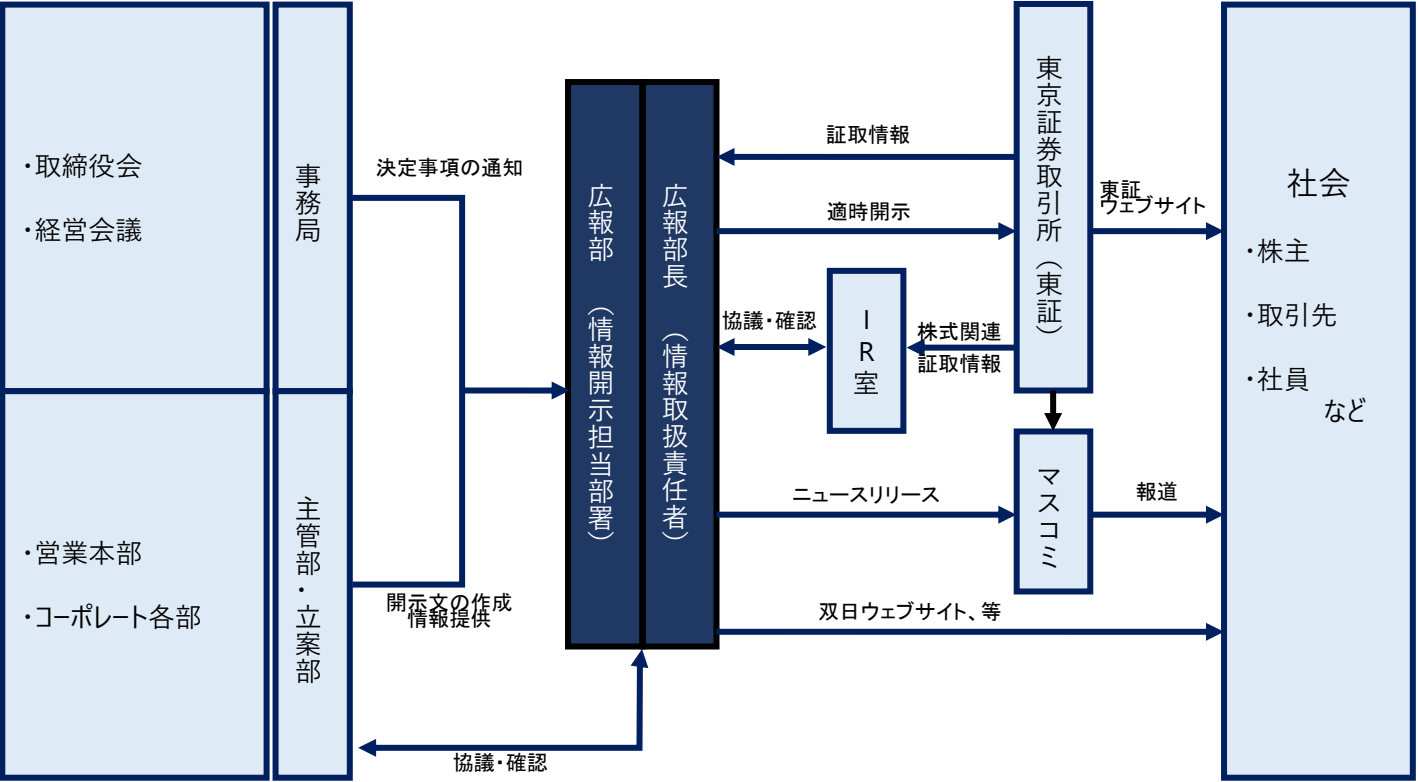 ・取締役会
・経営会議
事務局
・営業本部
・コーポレート各部
主管部・立案部
決定事項の通知
開示文の作成
情報提供
協議・確認
広報部 （情報開示担当部署）
広報部長 （情報取扱責任者）
証取情報
適時開示
協議・確認
IR室
株式関連
証取情報
ニュースリリース
双日ウェブサイト、等
東京証券取引所（東証）
マスコミ
東証
ウェブサイト
報道
社会
・株主
・取引先
・社員
など